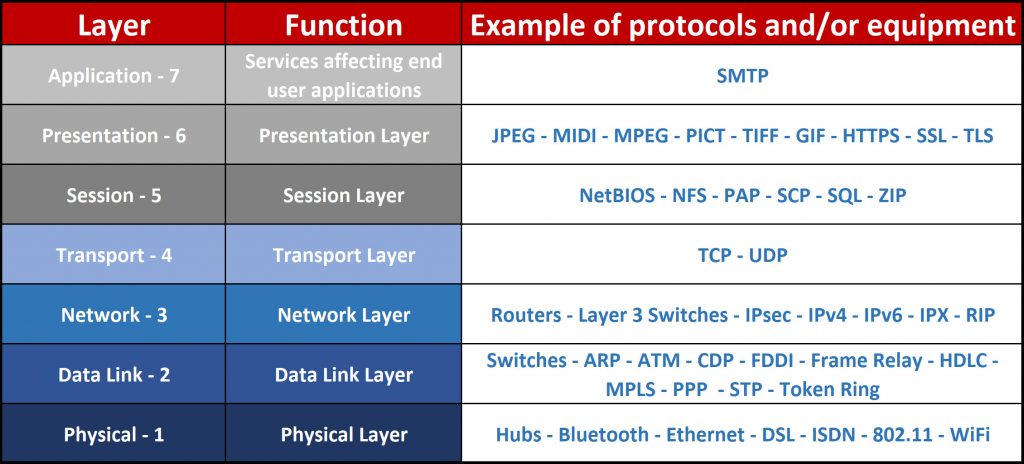 Layer
Function
Example of protocols and/or equipment
Application - 7
Services affecting end
user applications
SMTP
Presentation - 6
Presentation Layer
JPEG - MIDI - MPEG - PICT - TIFF - GIF - HTTPS - SSL - TLS
Session - 5
Session Layer
NetBIOS - NFS - PAP - SCP - SQL - ZIP
Transport - 4
Transport Layer
TCP - UDP
Network - 3
Network Layer
Routers - Layer 3 Switches - IPsec - IPv4 - IPv6 - IPX - RIP
Data Link - 2
Data Link Layer
Switches - ARP - ATM - CDP - FDDI - Frame Relay - HDLC -
MPLS - PPP  - STP - Token Ring
Physical - 1
Physical Layer
Hubs - Bluetooth - Ethernet - DSL - ISDN - 802.11 - WiFi